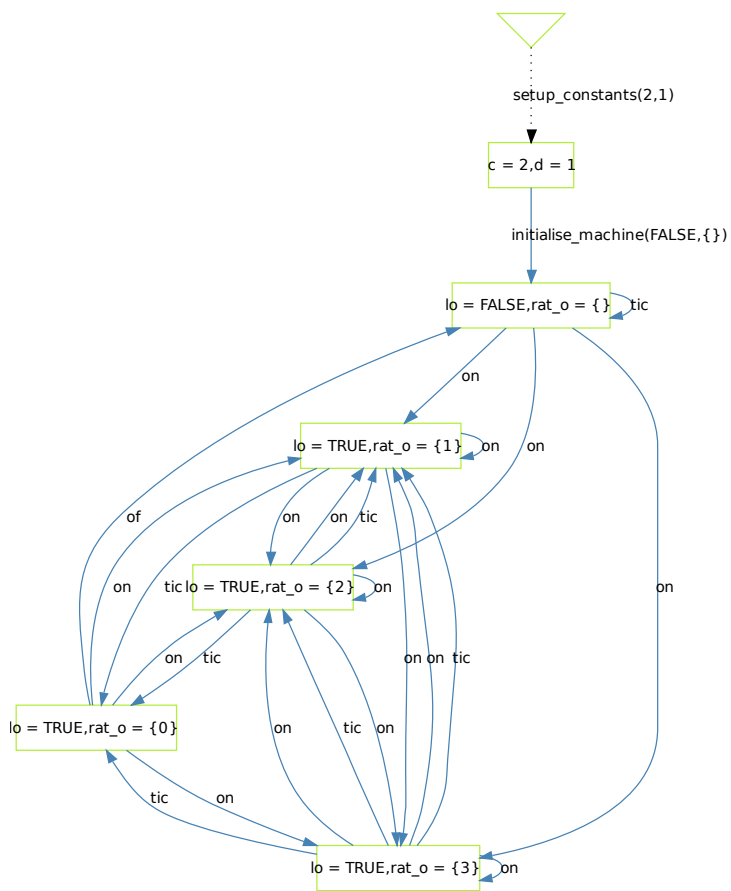 setup_constants(2,1)
c = 2,d = 1
initialise_machine(FALSE,{})
lo = FALSE,rat_o = {}
tic
on
lo = TRUE,rat_o = {1}
on
on
of
on
on
tic
on
tic
lo = TRUE,rat_o = {2}
on
on
on
tic
on
on
tic
lo = TRUE,rat_o = {0}
on
tic
on
tic
on
lo = TRUE,rat_o = {3}
on